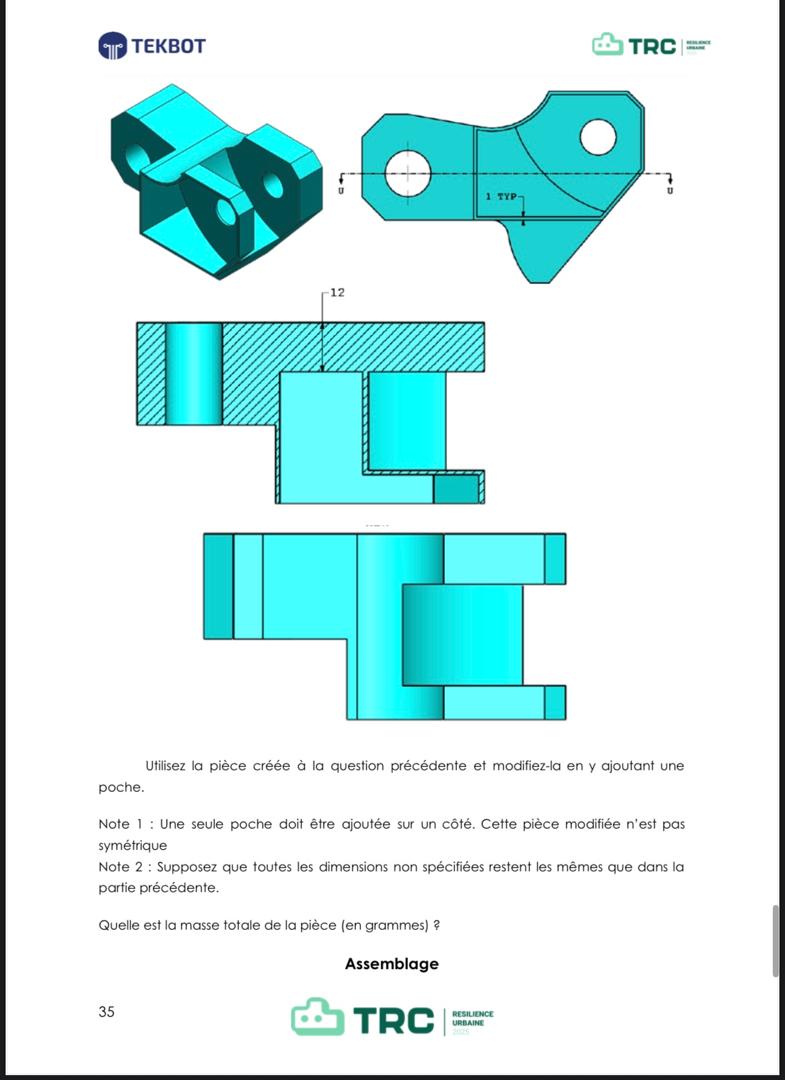 TEKBOT
TRC RESILIENCE
URBAINE
U
U
1 TYP
12
Utilisez la pièce créée à la question précédente et modifiez-la en y ajoutant une
poche.
Note 1 : Une seule poche doit être ajoutée sur un côté. Cette pièce modifiée n’est pas
symétrique
Note 2 : Supposez que toutes les dimensions non spécifiées restent les mêmes que dans la
partie précédente.
Quelle est la masse totale de la pièce (en grammes) ?
Assemblage
35
TRC RESILIENCE
URBAINE
2025